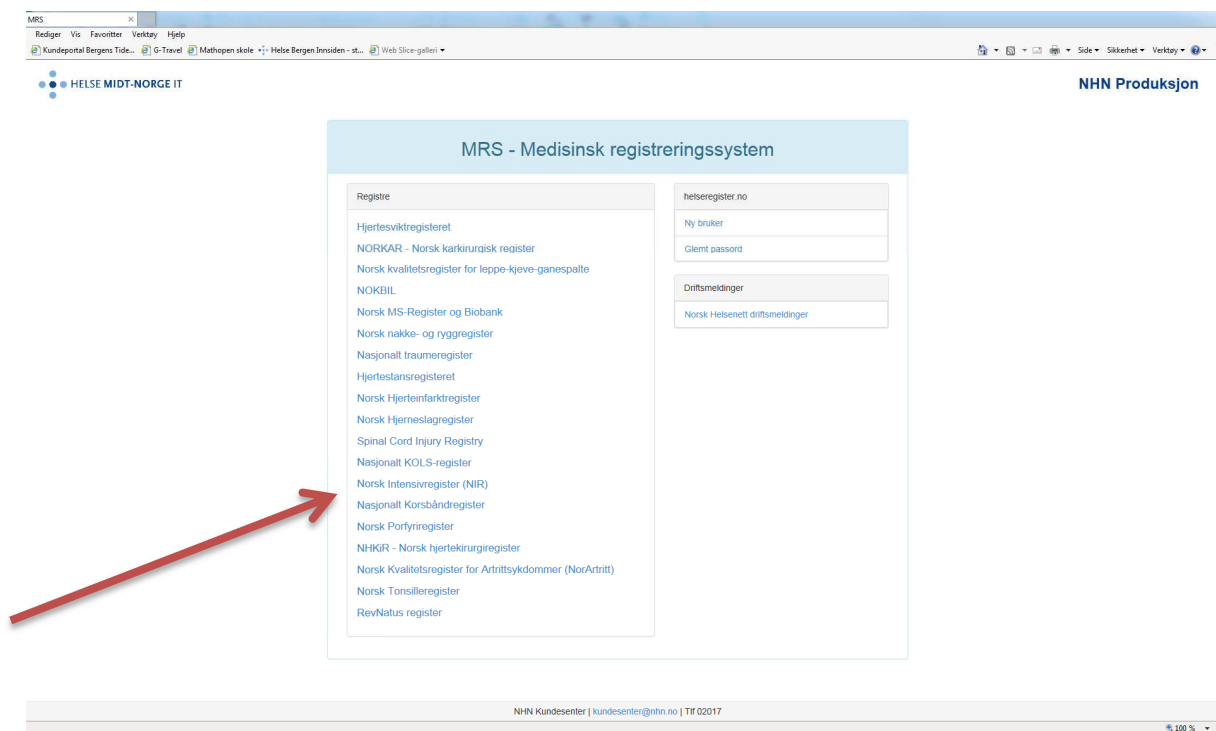 MRS
Rediger Vis Favoritter Verktøy Hjelp
Kundeportal Bergens Tide... G-Travel Mathopen skole Helse Bergen Innsiden - st... Web Slice-galleri
Side Sikkerhet Verktøy
HELSE MIDT-NORGE IT
NHN Produksjon
MRS - Medisinsk registreringssystem
Registre
Hjertesviktregisteret
NORKAR - Norsk karkirurgisk register
Norsk kvalitetsregister for leppe-kjeve-ganespalte
NOKBIL
Norsk MS-Register og Biobank
Norsk nakke- og ryggregister
Nasjonalt traumeregister
Hjertestansregisteret
Norsk Hjerteinfarktregister
Norsk Hjerneslagregister
Spinal Cord Injury Registry
Nasjonalt KOLS-register
Norsk Intensivregister (NIR)
Nasjonalt Korsbåndregister
Norsk Porfyriregister
NHKiR - Norsk hjertekirurgiregister
Norsk Kvalitetsregister for Artrittsykdommer (NorArtritt)
Norsk Tonsilleregister
RevNatus register
helseregister.no
Ny bruker
Glemt passord
Driftsmeldinger
Norsk Helsenett driftsmeldinger
NHN Kundesenter | kundesenter@nhn.no | Tlf 02017
100 %